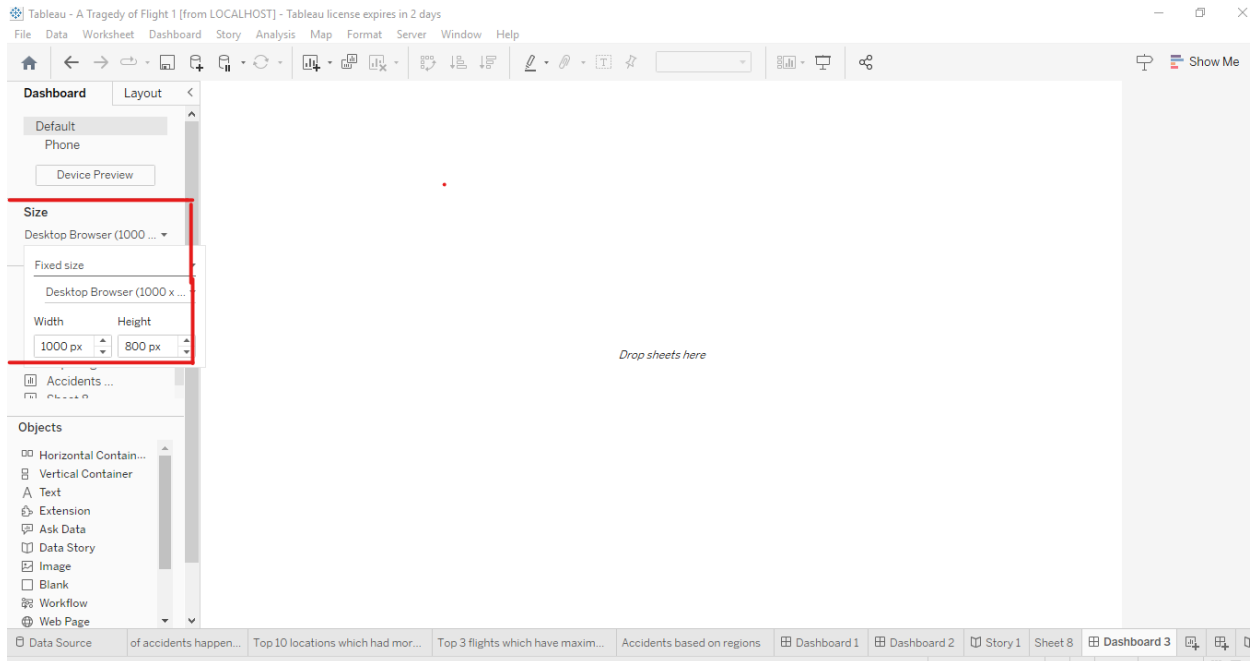 Tableau - A Tragedy of Flight 1 [from LOCALHOST] - Tableau license expires in 2 days
File Data Worksheet Dashboard Story Analysis Map Format Server Window Help
Show Me
Dashboard Layout
Default
Phone
Device Preview
Size
Desktop Browser (1000 ...
Fixed size
Desktop Browser (1000 x ...
Width Height
1000 px 800 px
Drop sheets here
Accidents ...
Sheet 8
Objects
Horizontal Contain...
Vertical Container
Text
Extension
Ask Data
Data Story
Image
Blank
Workflow
Web Page
Data Source of accidents happen... Top 10 locations which had mor... Top 3 flights which have maxim... Accidents based on regions Dashboard 1 Dashboard 2 Story 1 Sheet 8 Dashboard 3